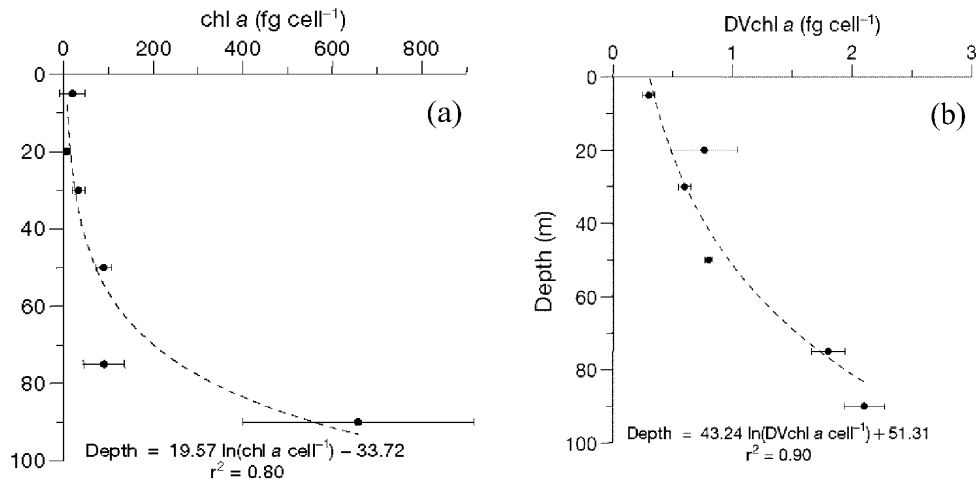 chl a (fg cell⁻¹)
0 200 400 600 800
0
20
40
60
80
100
(a)
Depth = 19.57 ln(chl a cell⁻¹) – 33.72
r² = 0.80
DVchl a (fg cell⁻¹)
0 1 2 3
0
20
40
60
80
100
Depth (m)
(b)
Depth = 43.24 ln(DVchl a cell⁻¹) + 51.31
r² = 0.90